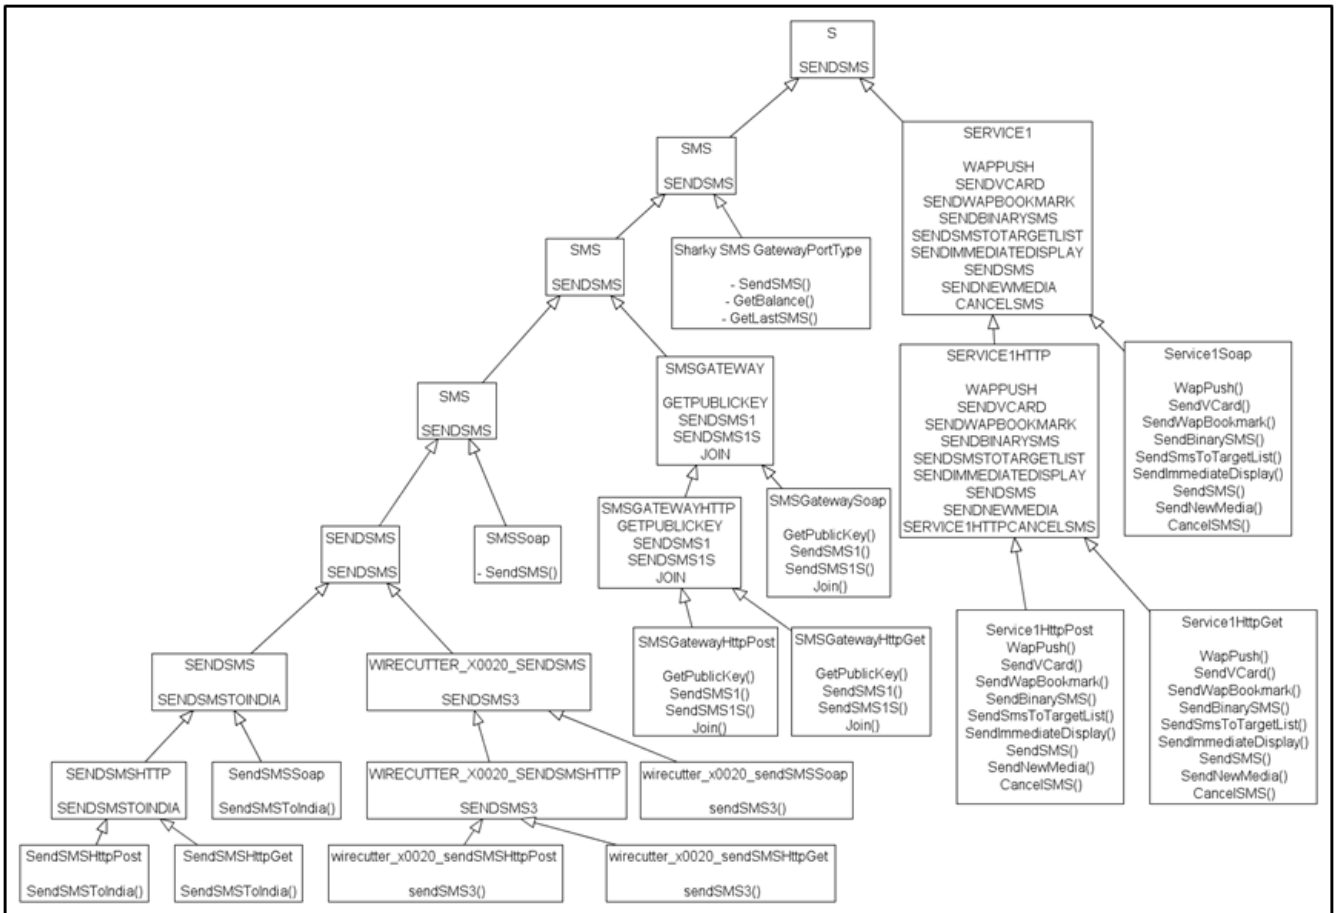 S
SENDSMS
SMS
SENDSMS
SERVICE1
WAPPUSH
SENDVCARD
SENDWAPBOOKMARK
SENDBINARYSMS
SENDSMSTOTARGETLIST
SENDIMMEDIATEDISPLAY
SENDSMS
SENDNEWMEDIA
CANCELSMS
SMS
SENDSMS
Sharky SMS GatewayPortType
- SendSMS()
- GetBalance()
- GetLastSMS()
SMS
SENDSMS
SMSGATEWAY
GETPUBLICKEY
SENDSMS1
SENDSMS1S
JOIN
SERVICE1HTTP
WAPPUSH
SENDVCARD
SENDWAPBOOKMARK
SENDBINARYSMS
SENDSMSTOTARGETLIST
SENDIMMEDIATEDISPLAY
SENDSMS
SENDNEWMEDIA
SERVICE1HTTPCANCELSMS
Service1Soap
WapPush()
SendVCard()
SendWapBookmark()
SendBinarySMS()
SendSmsToTargetList()
SendImmediateDisplay()
SendSMS()
SendNewMedia()
CancelSMS()
SENDSMS
SENDSMS
SMSSoap
- SendSMS()
SMSGATEWAYHTTP
GETPUBLICKEY
SENDSMS1
SENDSMS1S
JOIN
SMSGatewaySoap
GetPublicKey()
SendSMS1()
SendSMS1S()
Join()
SENDSMS
SENDSMSTOINDIA
WIRECUTTER_X0020_SENDSMS
SENDSMS3
SMSGatewayHttpPost
GetPublicKey()
SendSMS1()
SendSMS1S()
Join()
SMSGatewayHttpGet
GetPublicKey()
SendSMS1()
SendSMS1S()
Join()
Service1HttpPost
WapPush()
SendVCard()
SendWapBookmark()
SendBinarySMS()
SendSmsToTargetList()
SendImmediateDisplay()
SendSMS()
SendNewMedia()
CancelSMS()
Service1HttpGet
WapPush()
SendVCard()
SendWapBookmark()
SendBinarySMS()
SendSmsToTargetList()
SendImmediateDisplay()
SendSMS()
SendNewMedia()
CancelSMS()
SENDSMSHTTP
SENDSMSTOINDIA
SendSMSSoap
SendSMSToIndia()
WIRECUTTER_X0020_SENDSMSHTTP
SENDSMS3
wirecutter_x0020_sendSMSSoap
sendSMS3()
SendSMSHttpPost
SendSMSToIndia()
SendSMSHttpGet
SendSMSToIndia()
wirecutter_x0020_sendSMSHttpPost
sendSMS3()
wirecutter_x0020_sendSMSHttpGet
sendSMS3()